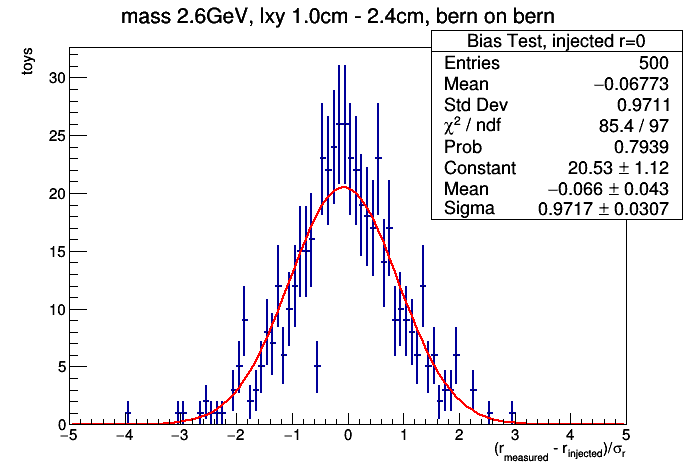 mass 2.6GeV, lxy 1.0cm - 2.4cm, bern on bern
Bias Test, injected r=0
Entries 500
Mean −0.06773
Std Dev 0.9711
χ² / ndf 85.4 / 97
Prob 0.7939
Constant 20.53 ± 1.12
Mean −0.066 ± 0.043
Sigma 0.9717 ± 0.0307
toys
30
25
20
15
10
5
0
−5 −4 −3 −2 −1 0 1 2 3 4 5
(r_measured - r_injected)/σ_r